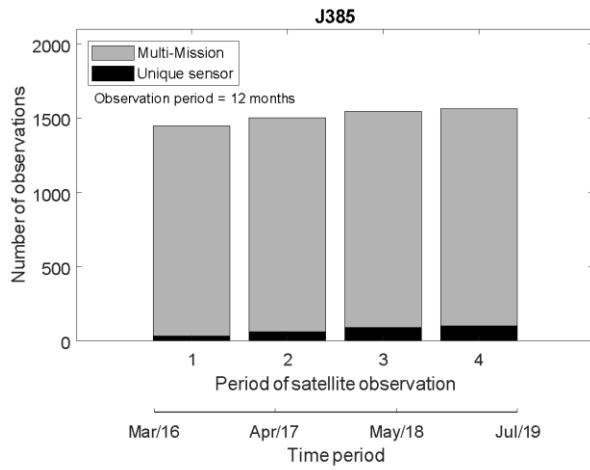 J385
2000
1500
1000
500
0
Number of observations
Multi-Mission
Unique sensor
Observation period = 12 months
1 2 3 4
Period of satellite observation
Mar/16 Apr/17 May/18 Jul/19
Time period